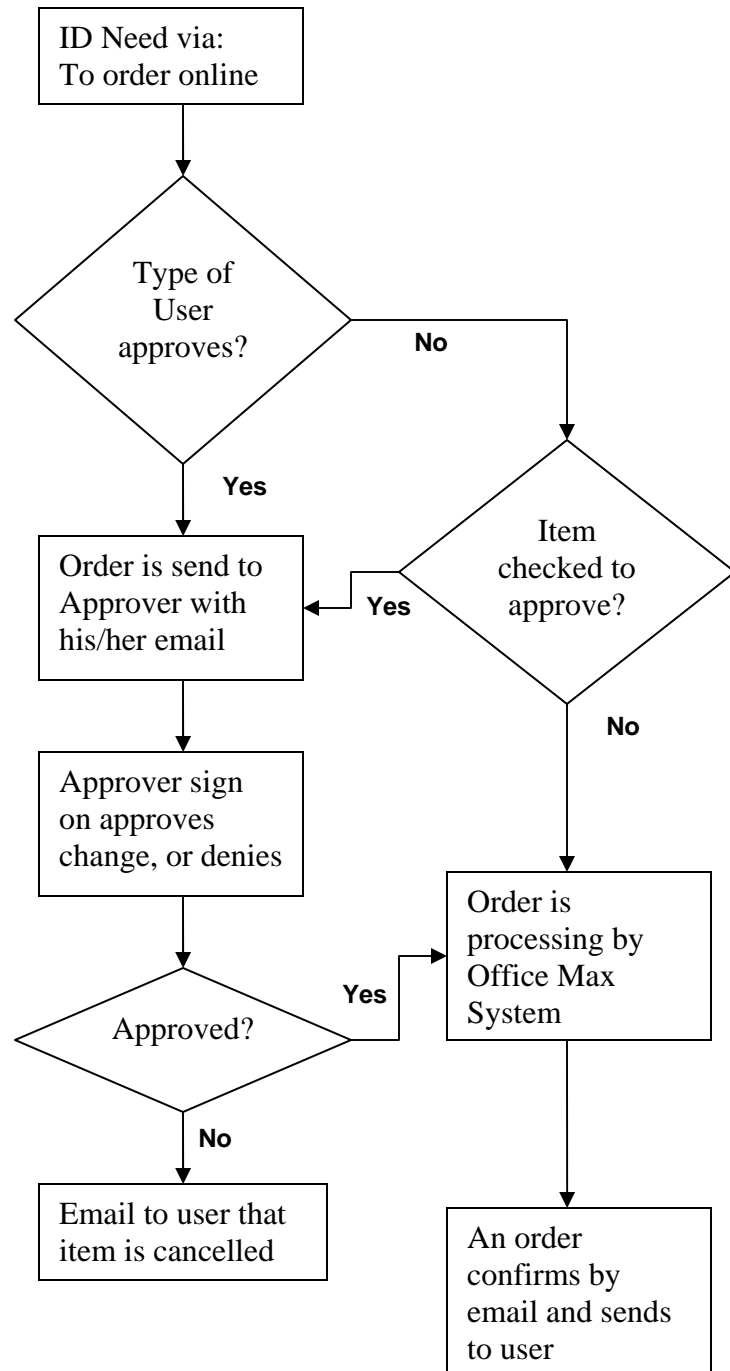 ID Need via:
To order online
Type of
User
approves?
No
Yes
Item
checked to
approve?
Order is send to
Approver with
his/her email
Yes
No
Approver sign
on approves
change, or denies
Order is
processing by
Office Max
System
Yes
Approved?
No
Email to user that
item is cancelled
An order
confirms by
email and sends
to user